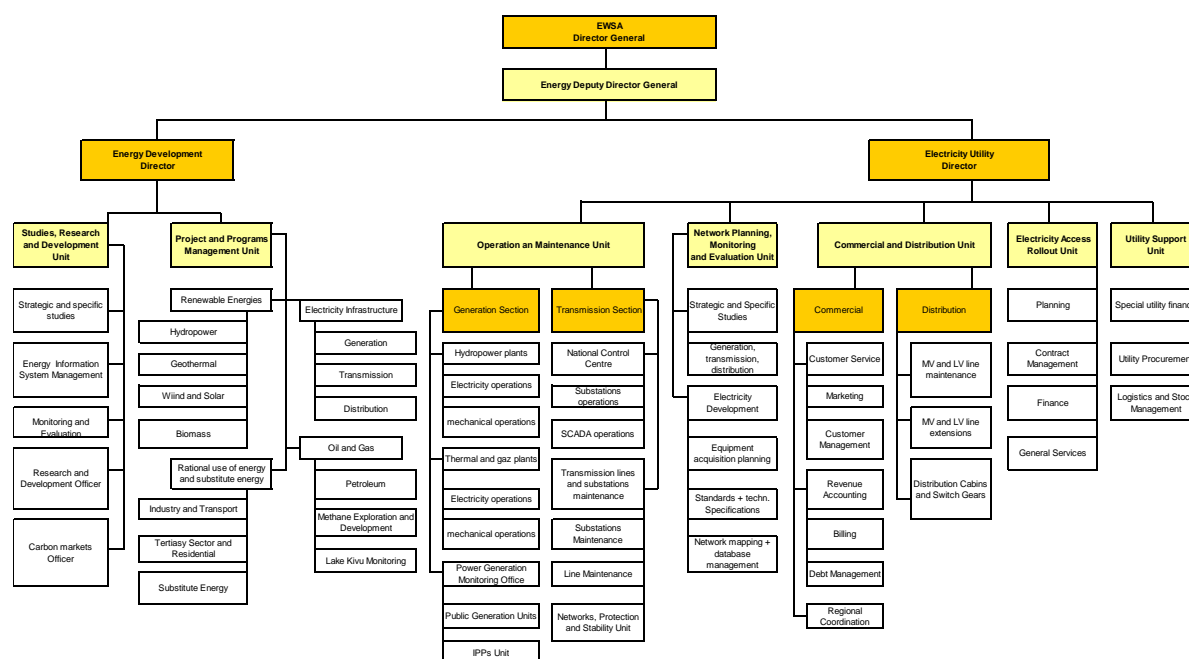 EWSA
Director General
Energy Deputy Director General
Energy Development
Director
Electricity Utility
Director
Studies, Research
and Development
Unit
Strategic and specific
studies
Energy Information
System Management
Monitoring and
Evaluation
Research and
Development Officer
Carbon markets
Officer
Project and Programs
Management Unit
Renewable Energies
Hydropower
Geothermal
Wiind and Solar
Biomass
Rational use of energy
and substitute energy
Industry and Transport
Tertiasy Sector and
Residential
Substitute Energy
Electricity Infrastructure
Generation
Transmission
Distribution
Oil and Gas
Petroleum
Methane Exploration and
Development
Lake Kivu Monitoring
Operation an Maintenance Unit
Generation Section
Hydropower plants
Electricity operations
mechanical operations
Thermal and gaz plants
Electricity operations
mechanical operations
Power Generation
Monitoring Office
Public Generation Units
IPPs Unit
Transmission Section
National Control
Centre
Substations
operations
SCADA operations
Transmission lines
and substations
maintenance
Substations
Maintenance
Line Maintenance
Networks, Protection
and Stability Unit
Network Planning,
Monitoring
and Evaluation Unit
Strategic and Specific
Studies
Generation,
transmission,
distribution
Electricity
Development
Equipment
acquisition planning
Standards + techn.
Specifications
Network mapping +
database
management
Commercial and Distribution Unit
Commercial
Customer Service
Marketing
Customer
Management
Revenue
Accounting
Billing
Debt Management
Regional
Coordination
Distribution
MV and LV line
maintenance
MV and LV line
extensions
Distribution Cabins
and Switch Gears
Electricity Access
Rollout Unit
Planning
Contract
Management
Finance
General Services
Utility Support
Unit
Special utility financ
Utility Procuremen
Logistics and Stoc
Management